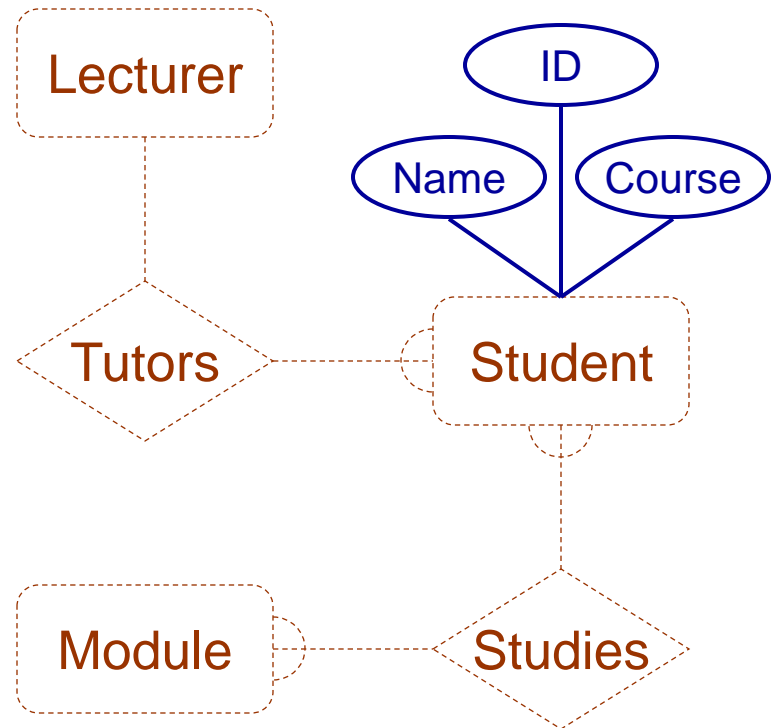 Lecturer
ID
Name
Course
Tutors
Student
Module
Studies